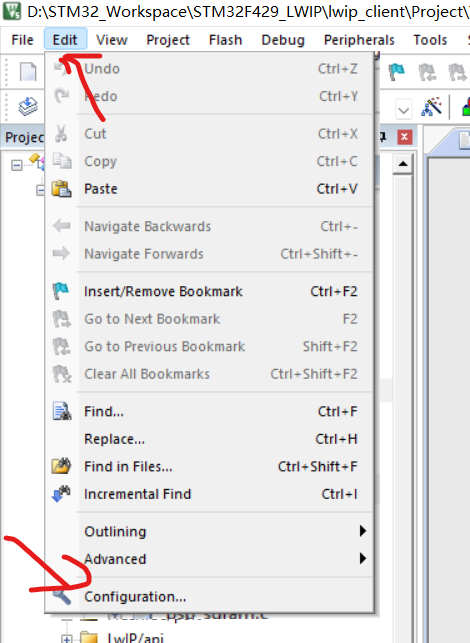 D:\STM32_Workspace\STM32F429_LWIP\lwip_client\Project\
File Edit View Project Flash Debug Peripherals Tools
Undo Ctrl+Z
Redo Ctrl+Y
Projec
Cut Ctrl+X
Copy Ctrl+C
Paste Ctrl+V
Navigate Backwards Ctrl+-
Navigate Forwards Ctrl+Shift+-
Insert/Remove Bookmark Ctrl+F2
Go to Next Bookmark F2
Go to Previous Bookmark Shift+F2
Clear All Bookmarks Ctrl+Shift+F2
Find... Ctrl+F
Replace... Ctrl+H
Find in Files... Ctrl+Shift+F
Incremental Find Ctrl+I
Outlining
Advanced
Configuration...
LwIP/api